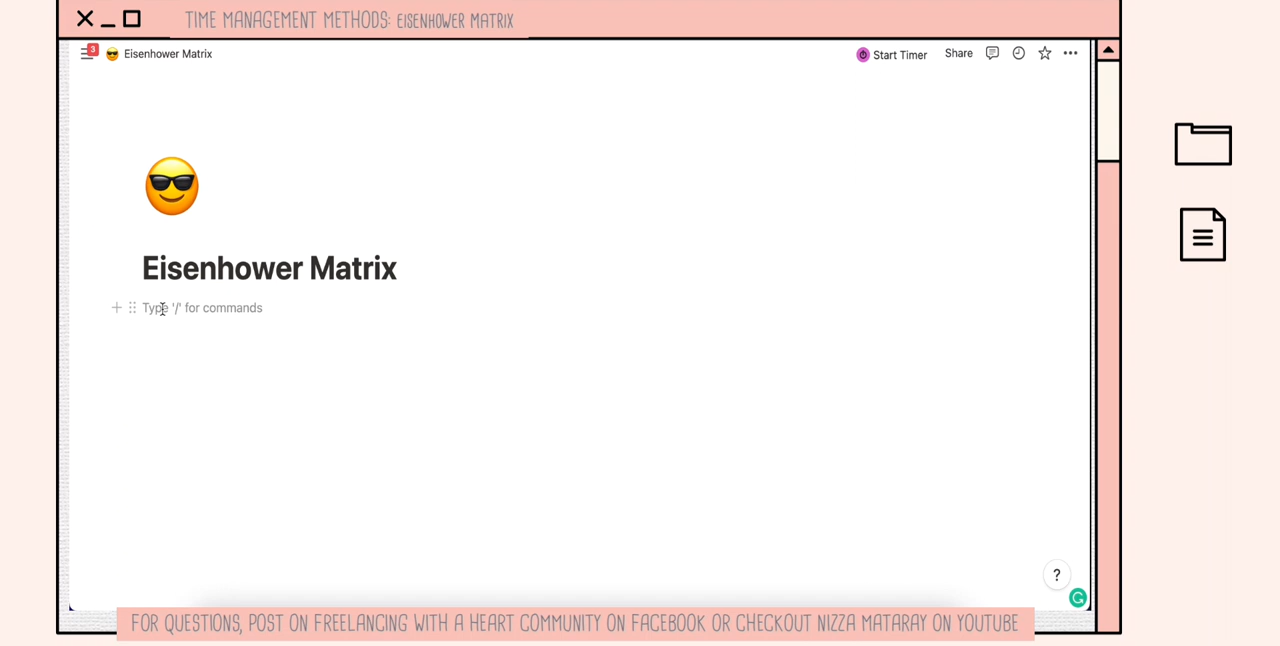 TIME MANAGEMENT METHODS: EISENHOWER MATRIX
3 Eisenhower Matrix Start Timer Share
Eisenhower Matrix
Type '/' for commands
?
FOR QUESTIONS, POST ON FREELANCING WITH A HEART COMMUNITY ON FACEBOOK OR CHECKOUT NIZZA MATARAY ON YOUTUBE